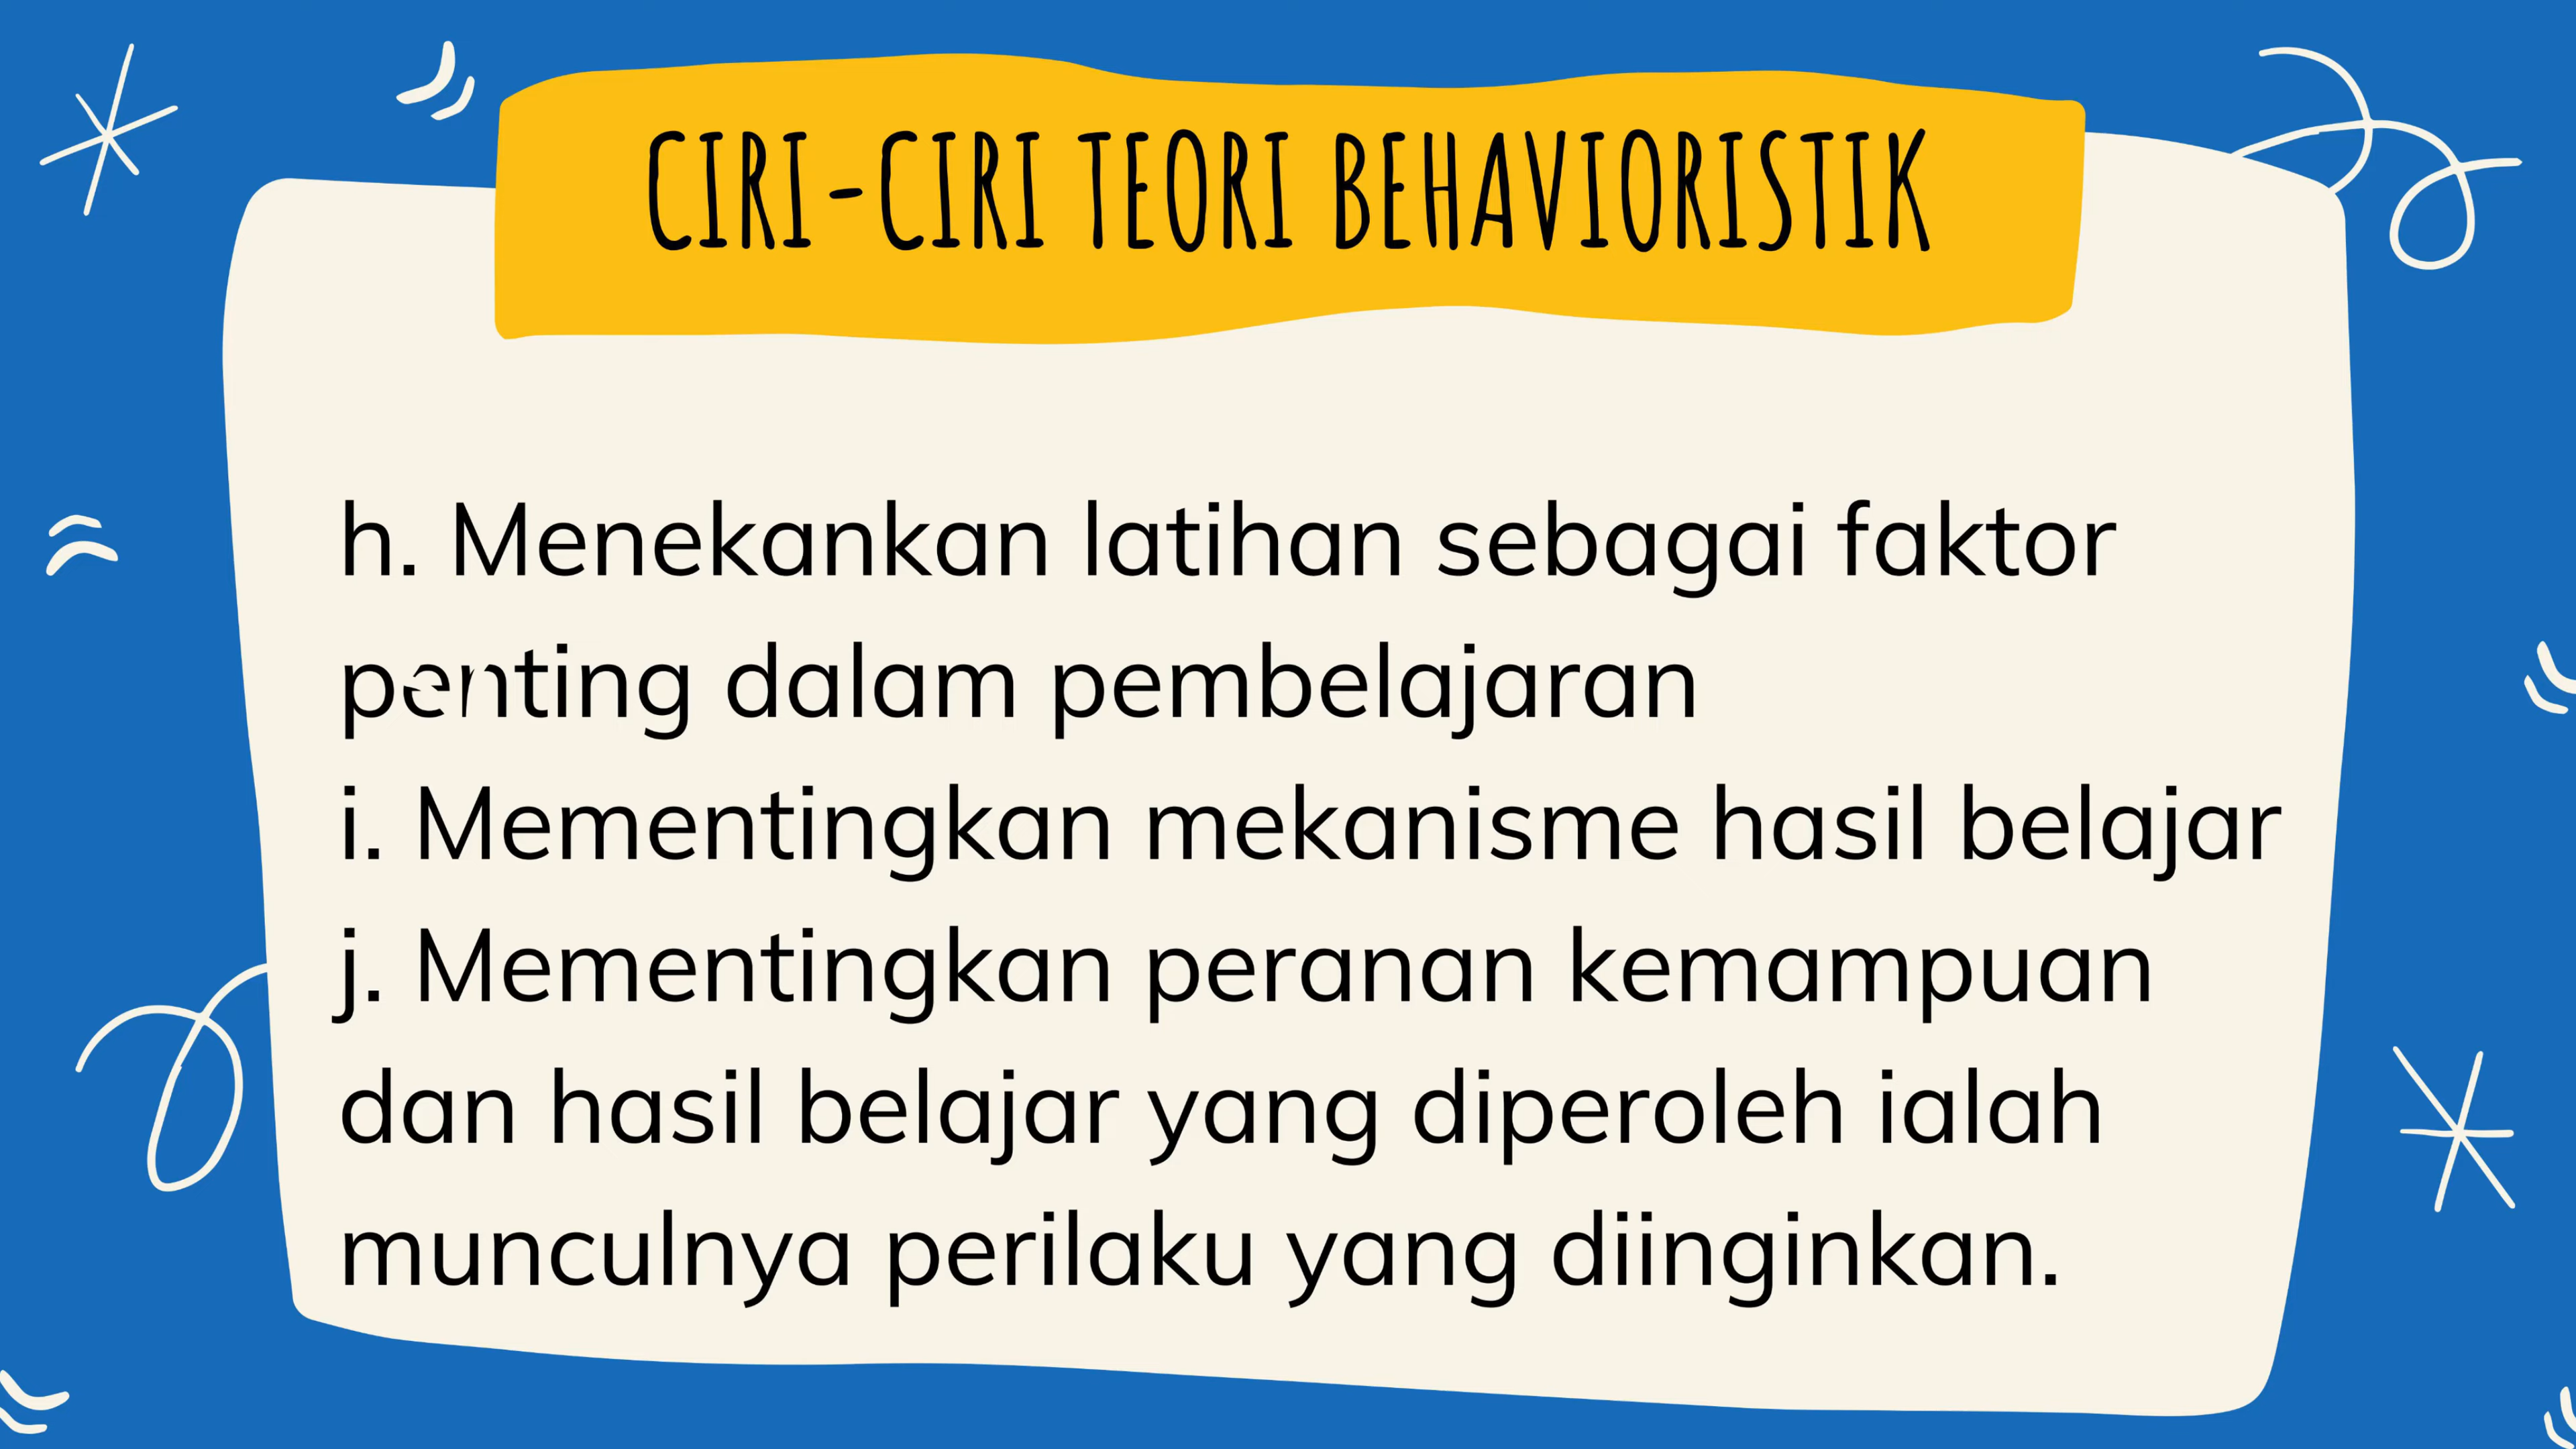 CIRI-CIRI TEORI BEHAVIORISTIK
h. Menekankan latihan sebagai faktor
penting dalam pembelajaran
i. Mementingkan mekanisme hasil belajar
j. Mementingkan peranan kemampuan
dan hasil belajar yang diperoleh ialah
munculnya perilaku yang diinginkan.